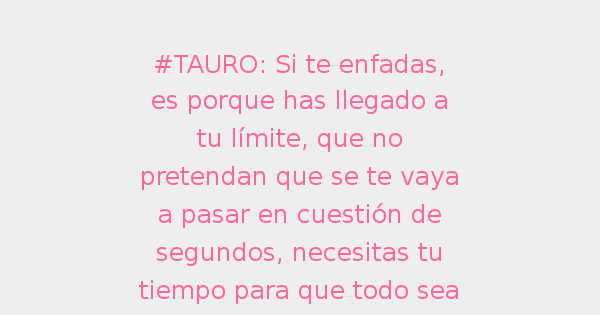 #TAURO: Si te enfadas,
es porque has llegado a
tu límite, que no
pretendan que se te vaya
a pasar en cuestión de
segundos, necesitas tu
tiempo para que todo sea